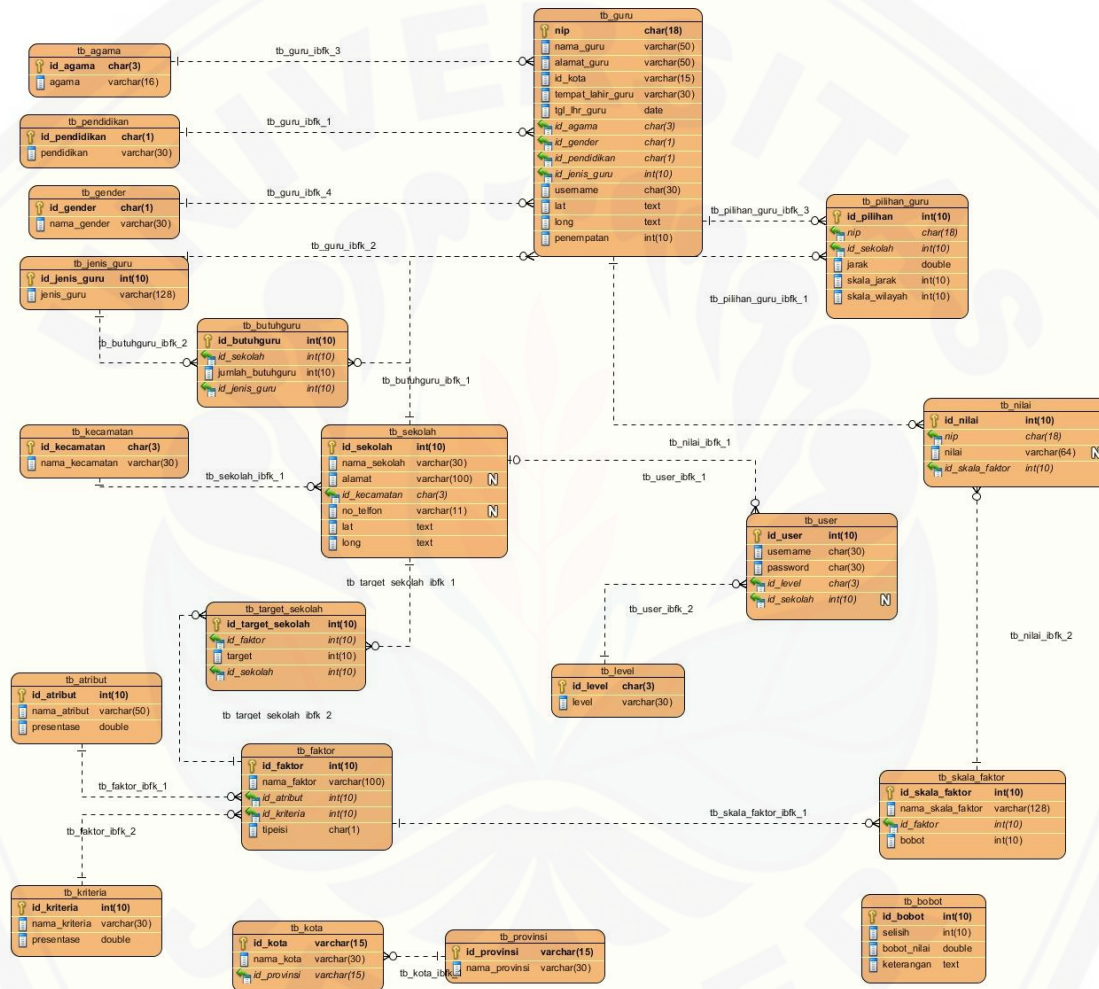 tb_guru
nip char(18)
nama_guru varchar(50)
alamat_guru varchar(50)
id_kota varchar(15)
tempat_lahir_guru varchar(30)
tgl_lhr_guru date
id_agama char(3)
id_gender char(1)
id_pendidikan char(1)
id_jenis_guru int(10)
username char(30)
lat text
long text
penempatan int(10)
tb_agama
id_agama char(3)
agama varchar(16)
tb_guru_ibfk_3
tb_pendidikan
id_pendidikan char(1)
pendidikan varchar(30)
tb_guru_ibfk_1
tb_gender
id_gender char(1)
nama_gender varchar(30)
tb_guru_ibfk_4
tb_pilihan_guru
id_pilihan int(10)
nip char(18)
id_sekolah int(10)
jarak double
skala_jarak int(10)
skala_wilayah int(10)
tb_pilihan_guru_ibfk_3
tb_pilihan_guru_ibfk_1
tb_guru_ibfk_2
tb_jenis_guru
id_jenis_guru int(10)
jenis_guru varchar(128)
tb_butuhguru
id_butuhguru int(10)
id_sekolah int(10)
jumlah_butuhguru int(10)
id_jenis_guru int(10)
tb_butuhguru_ibfk_2
tb_butuhguru_ibfk_1
tb_kecamatan
id_kecamatan char(3)
nama_kecamatan varchar(30)
tb_sekolah_ibfk_1
tb_sekolah
id_sekolah int(10)
nama_sekolah varchar(30)
alamat varchar(100) N
id_kecamatan char(3)
no_telfon varchar(11) N
lat text
long text
tb_nilai
id_nilai int(10)
nip char(18)
nilai varchar(64) N
id_skala_faktor int(10)
tb_nilai_ibfk_1
tb_user_ibfk_1
tb_user
id_user int(10)
username char(30)
password char(30)
id_level char(3)
id_sekolah int(10) N
tb_user_ibfk_2
tb_nilai_ibfk_2
tb_target_sekolah_ibfk_1
tb_target_sekolah
id_target_sekolah int(10)
id_faktor int(10)
target int(10)
id_sekolah int(10)
tb_level
id_level char(3)
level varchar(30)
tb_atribut
id_atribut int(10)
nama_atribut varchar(50)
presentase double
tb_target_sekolah_ibfk_2
tb_faktor
id_faktor int(10)
nama_faktor varchar(100)
id_atribut int(10)
id_kriteria int(10)
tipeisi char(1)
tb_faktor_ibfk_1
tb_faktor_ibfk_2
tb_skala_faktor_ibfk_1
tb_skala_faktor
id_skala_faktor int(10)
nama_skala_faktor varchar(128)
id_faktor int(10)
bobot int(10)
tb_kriteria
id_kriteria int(10)
nama_kriteria varchar(30)
presentase double
tb_kota
id_kota varchar(15)
nama_kota varchar(30)
id_provinsi varchar(15)
tb_provinsi
id_provinsi varchar(15)
nama_provinsi varchar(30)
tb_bobot
id_bobot int(10)
selisih int(10)
bobot_nilai double
keterangan text